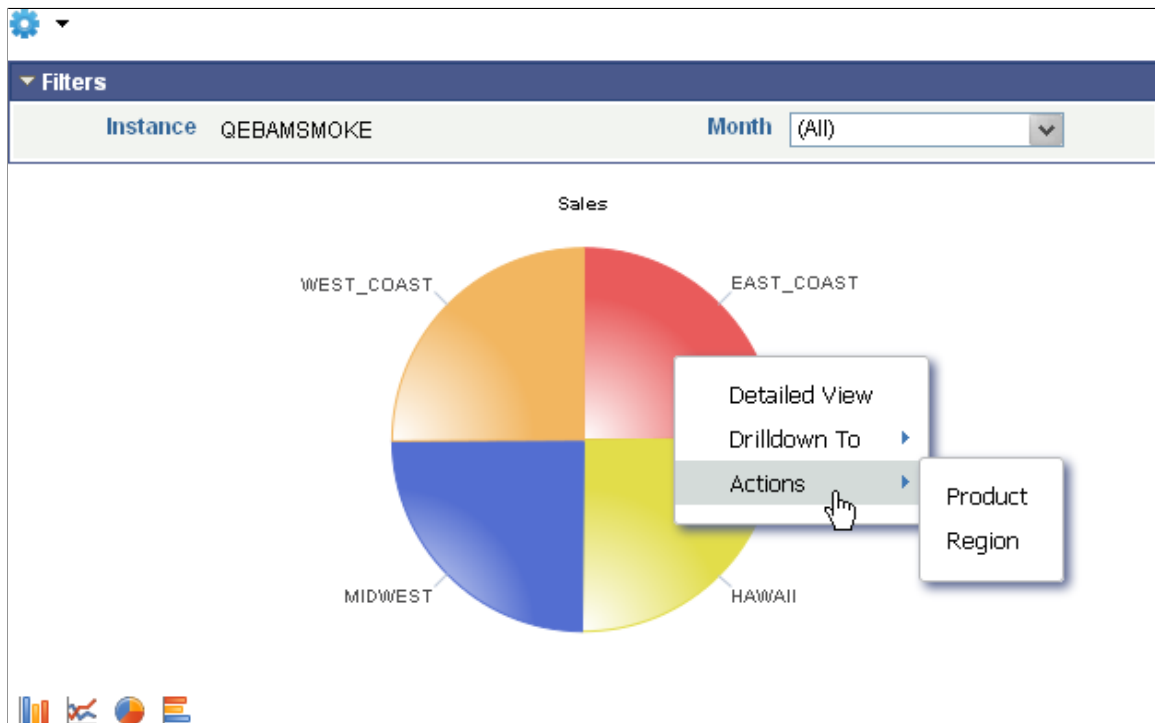 Filters
Instance QEBAMSMOKE Month (All)
Sales
WEST_COAST EAST_COAST
Detailed View
Drilldown To
Actions
Product
Region
MIDWEST HAWAII